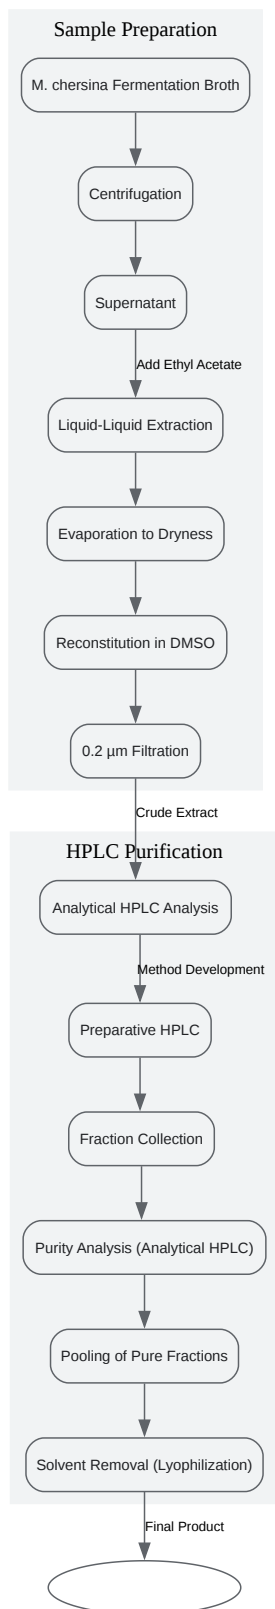 Sample Preparation
M. chersina Fermentation Broth
Centrifugation
Supernatant
Add Ethyl Acetate
Liquid-Liquid Extraction
Evaporation to Dryness
Reconstitution in DMSO
0.2 µm Filtration
Crude Extract
HPLC Purification
Analytical HPLC Analysis
Method Development
Preparative HPLC
Fraction Collection
Purity Analysis (Analytical HPLC)
Pooling of Pure Fractions
Solvent Removal (Lyophilization)
Final Product